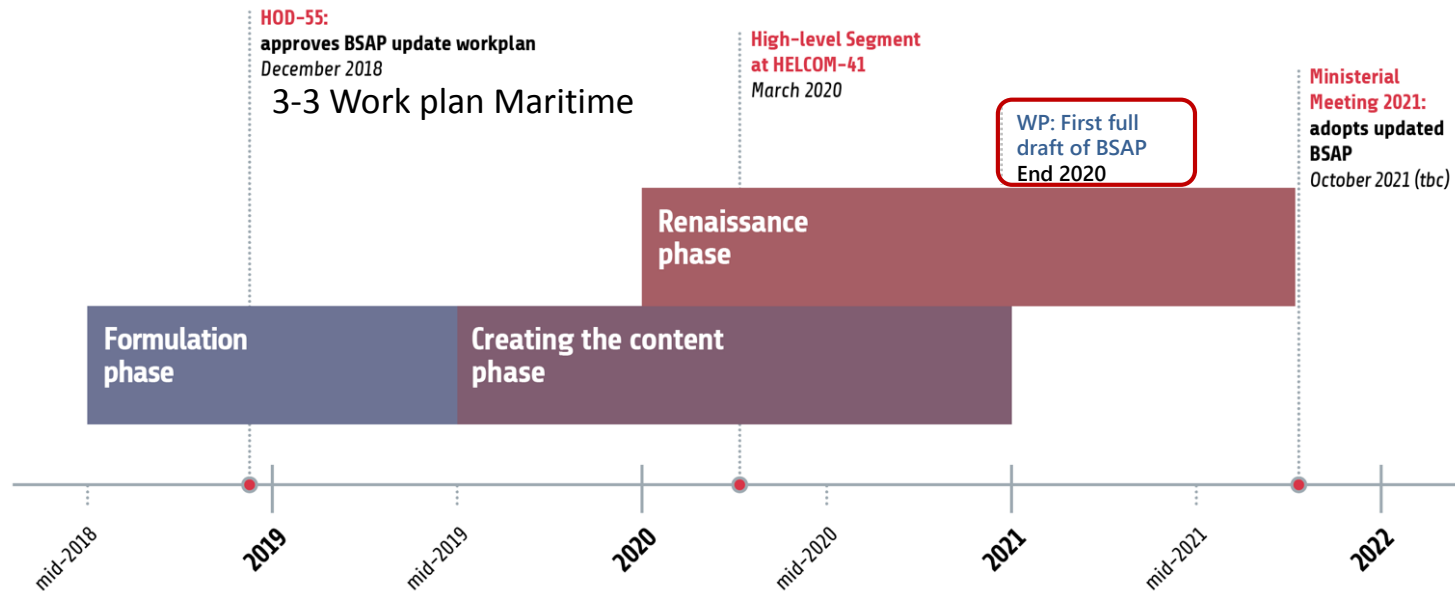 HOD-55:
approves BSAP update workplan
December 2018
3-3 Work plan Maritime
High-level Segment
at HELCOM-41
March 2020
WP: First full
draft of BSAP
End 2020
Ministerial
Meeting 2021:
adopts updated
BSAP
October 2021 (tbc)
Renaissance
phase
Formulation
phase
Creating the content
phase
mid-2018
2019
mid-2019
2020
mid-2020
2021
mid-2021
2022